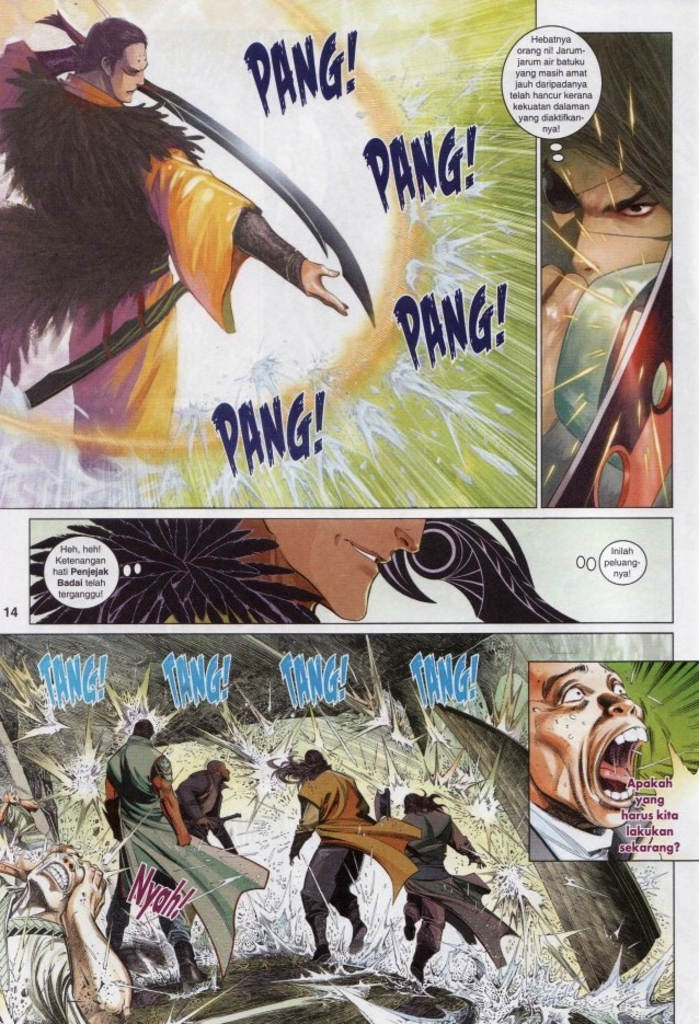 PANG!
PANG!
PANG!
PANG!
Hebatnya
orang ni! Jarum-
jarum air batuku
yang masih amat
jauh daripadanya
telah hancur kerana
kekuatan dalaman
yang diaktifkan-
nya!
Heh, heh!
Ketenangan
hati Penjejak
Badai telah
terganggu!
Inilah
peluang-
nya!
14
TANG!
TANG!
TANG!
TANG!
Apakah
yang
harus kita
lakukan
sekarang?
Nyah!